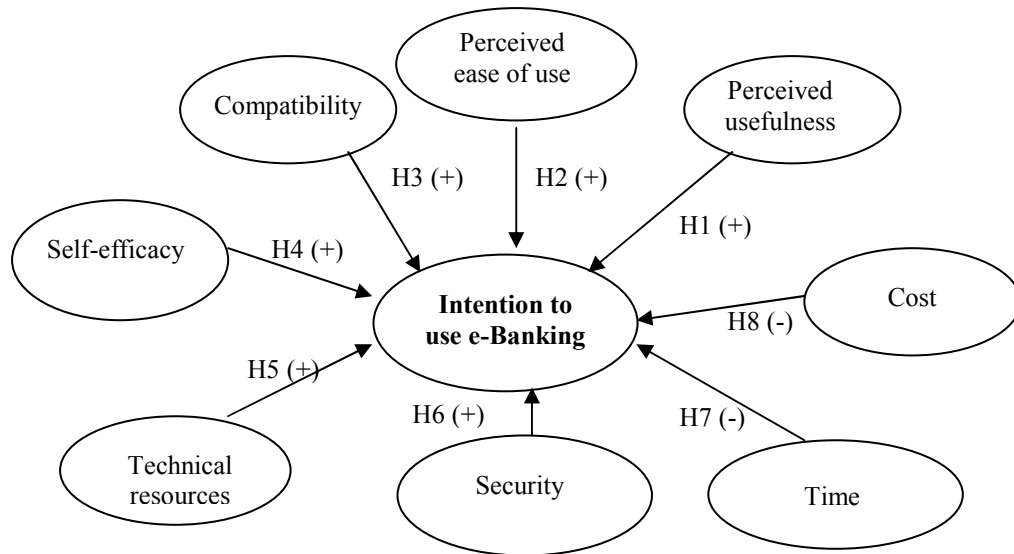 Perceived
ease of use
Compatibility
Perceived
usefulness
H3 (+)
H2 (+)
H1 (+)
Self-efficacy
H4 (+)
Intention to
use e-Banking
Cost
H8 (-)
H5 (+)
H6 (+)
H7 (-)
Technical
resources
Security
Time